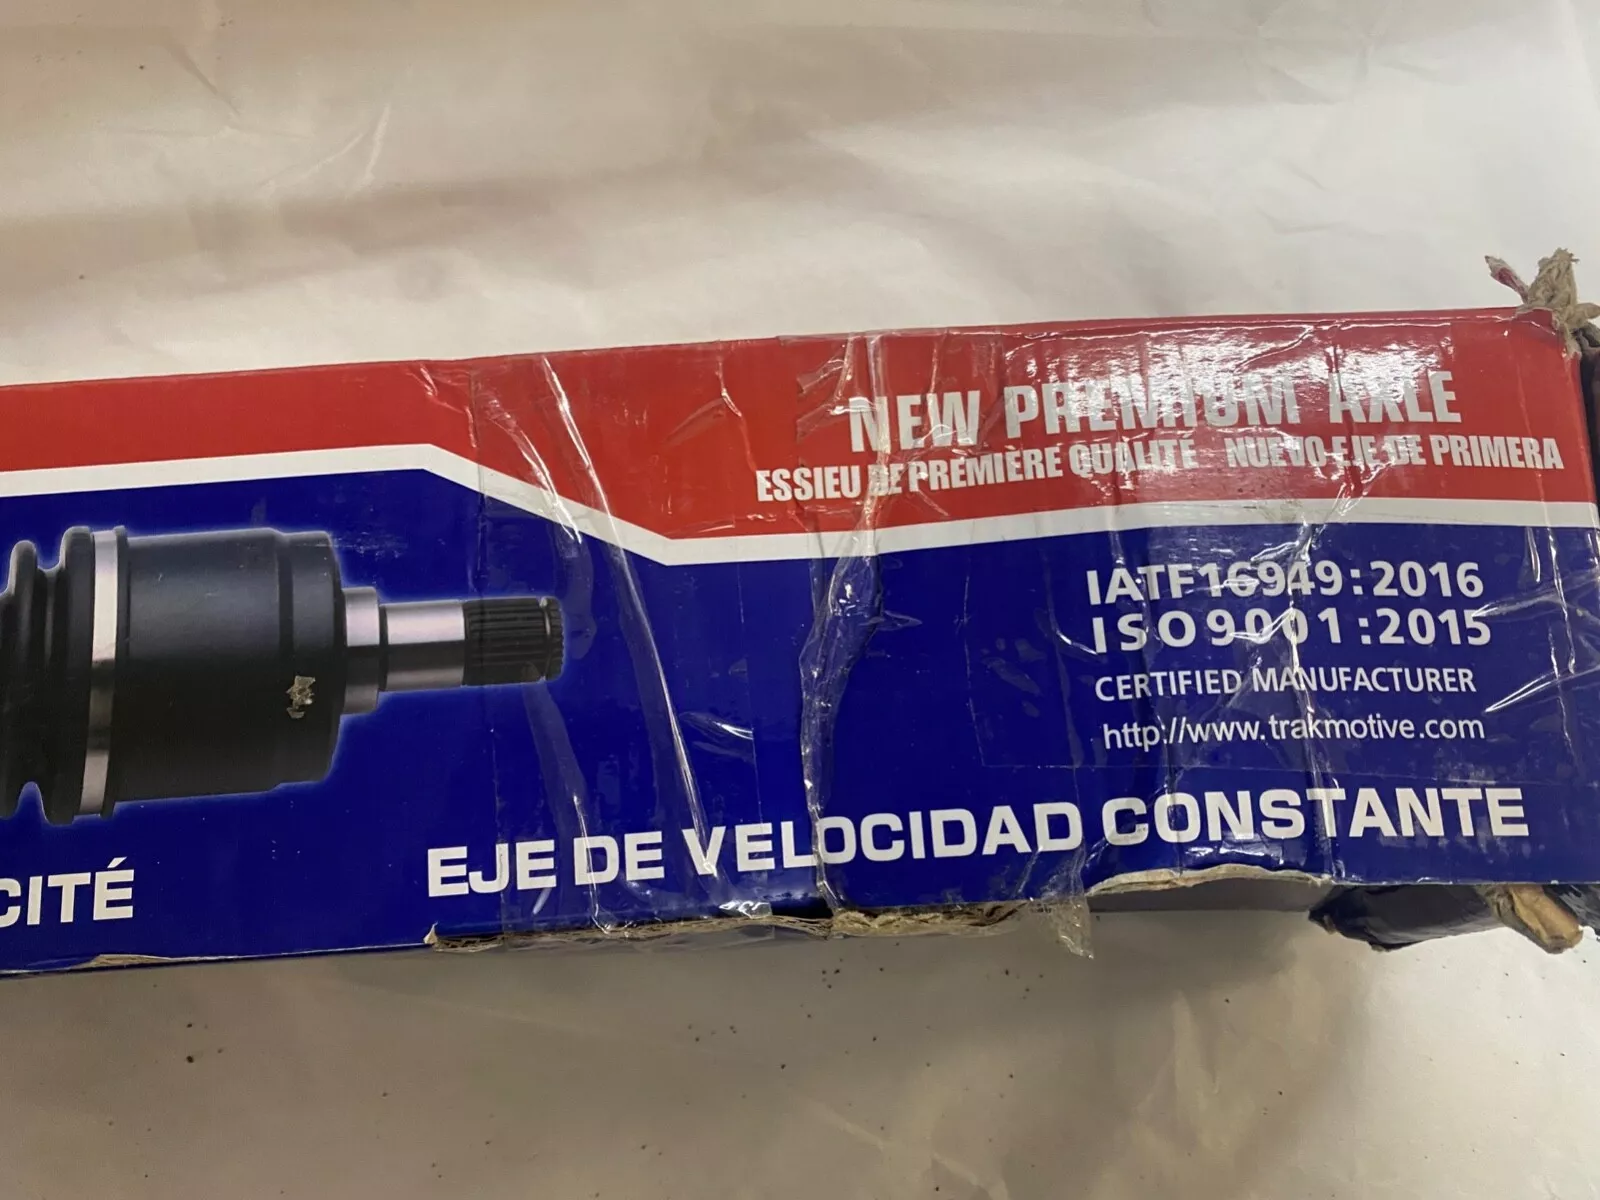 NEW PREMIUM AXLE
ESSIEU DE PREMIÈRE QUALITÉ NUEVO EJE DE PRIMERA
IATF16949:2016
ISO9001:2015
CERTIFIED MANUFACTURER
http://www.trakmotive.com
EJE DE VELOCIDAD CONSTANTE
CITÉ